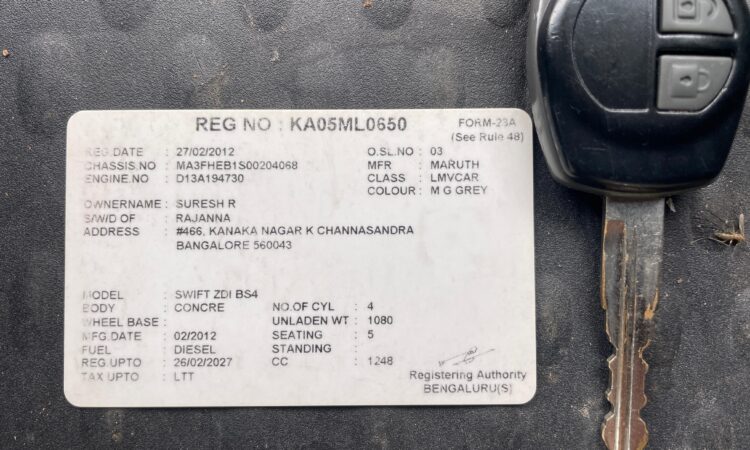 REG NO : KA05ML0650
FORM-23A
(See Rule 48)
REG.DATE : 27/02/2012 O.SL.NO : 03
CHASSIS.NO : MA3FHEB1S00204068 MFR : MARUTH
ENGINE.NO : D13A194730 CLASS : LMVCAR
COLOUR : M G GREY
OWNERNAME : SURESH R
S/W/D OF : RAJANNA
ADDRESS : #466, KANAKA NAGAR K CHANNASANDRA
BANGALORE 560043
MODEL : SWIFT ZDI BS4
BODY : CONCRE NO.OF CYL : 4
WHEEL BASE : UNLADEN WT : 1080
MFG.DATE : 02/2012 SEATING : 5
FUEL : DIESEL STANDING :
REG.UPTO : 26/02/2027 CC : 1248
TAX UPTO : LTT
Registering Authority
BENGALURU(S)